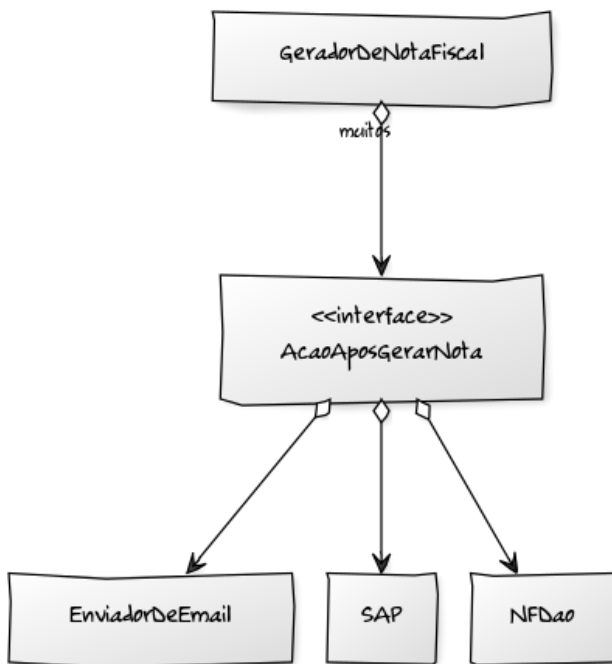 GeradorDeNotaFiscal
muitos
<<interface>>
AcaoAposGerarNota
EnviadorDeEmail
SAP
NFDao